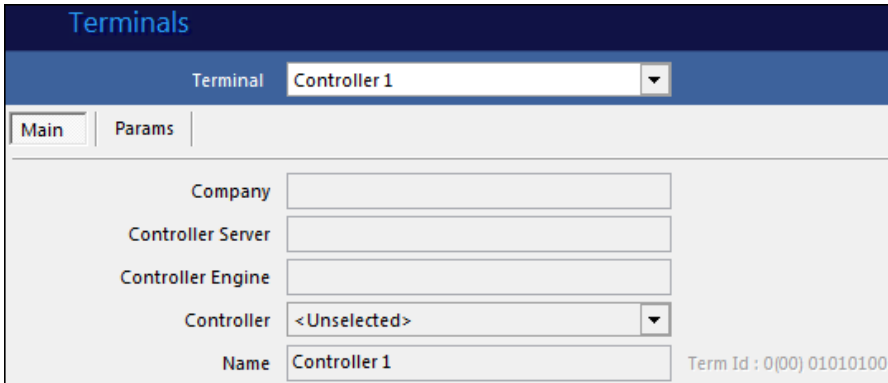 Terminals
Terminal Controller 1
Main Params
Company
Controller Server
Controller Engine
Controller <Unselected>
Name Controller 1 Term Id : 0(00) 01010100